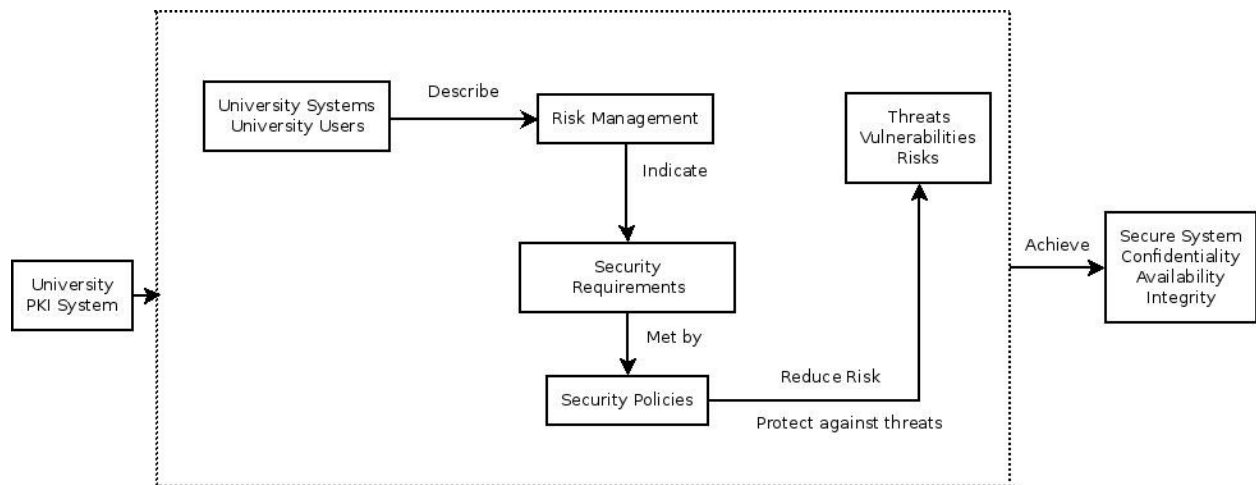 University
PKI System
University Systems
University Users
Describe
Risk Management
Indicate
Security
Requirements
Met by
Security Policies
Reduce Risk
Protect against threats
Threats
Vulnerabilities
Risks
Achieve
Secure System
Confidentiality
Availability
Integrity